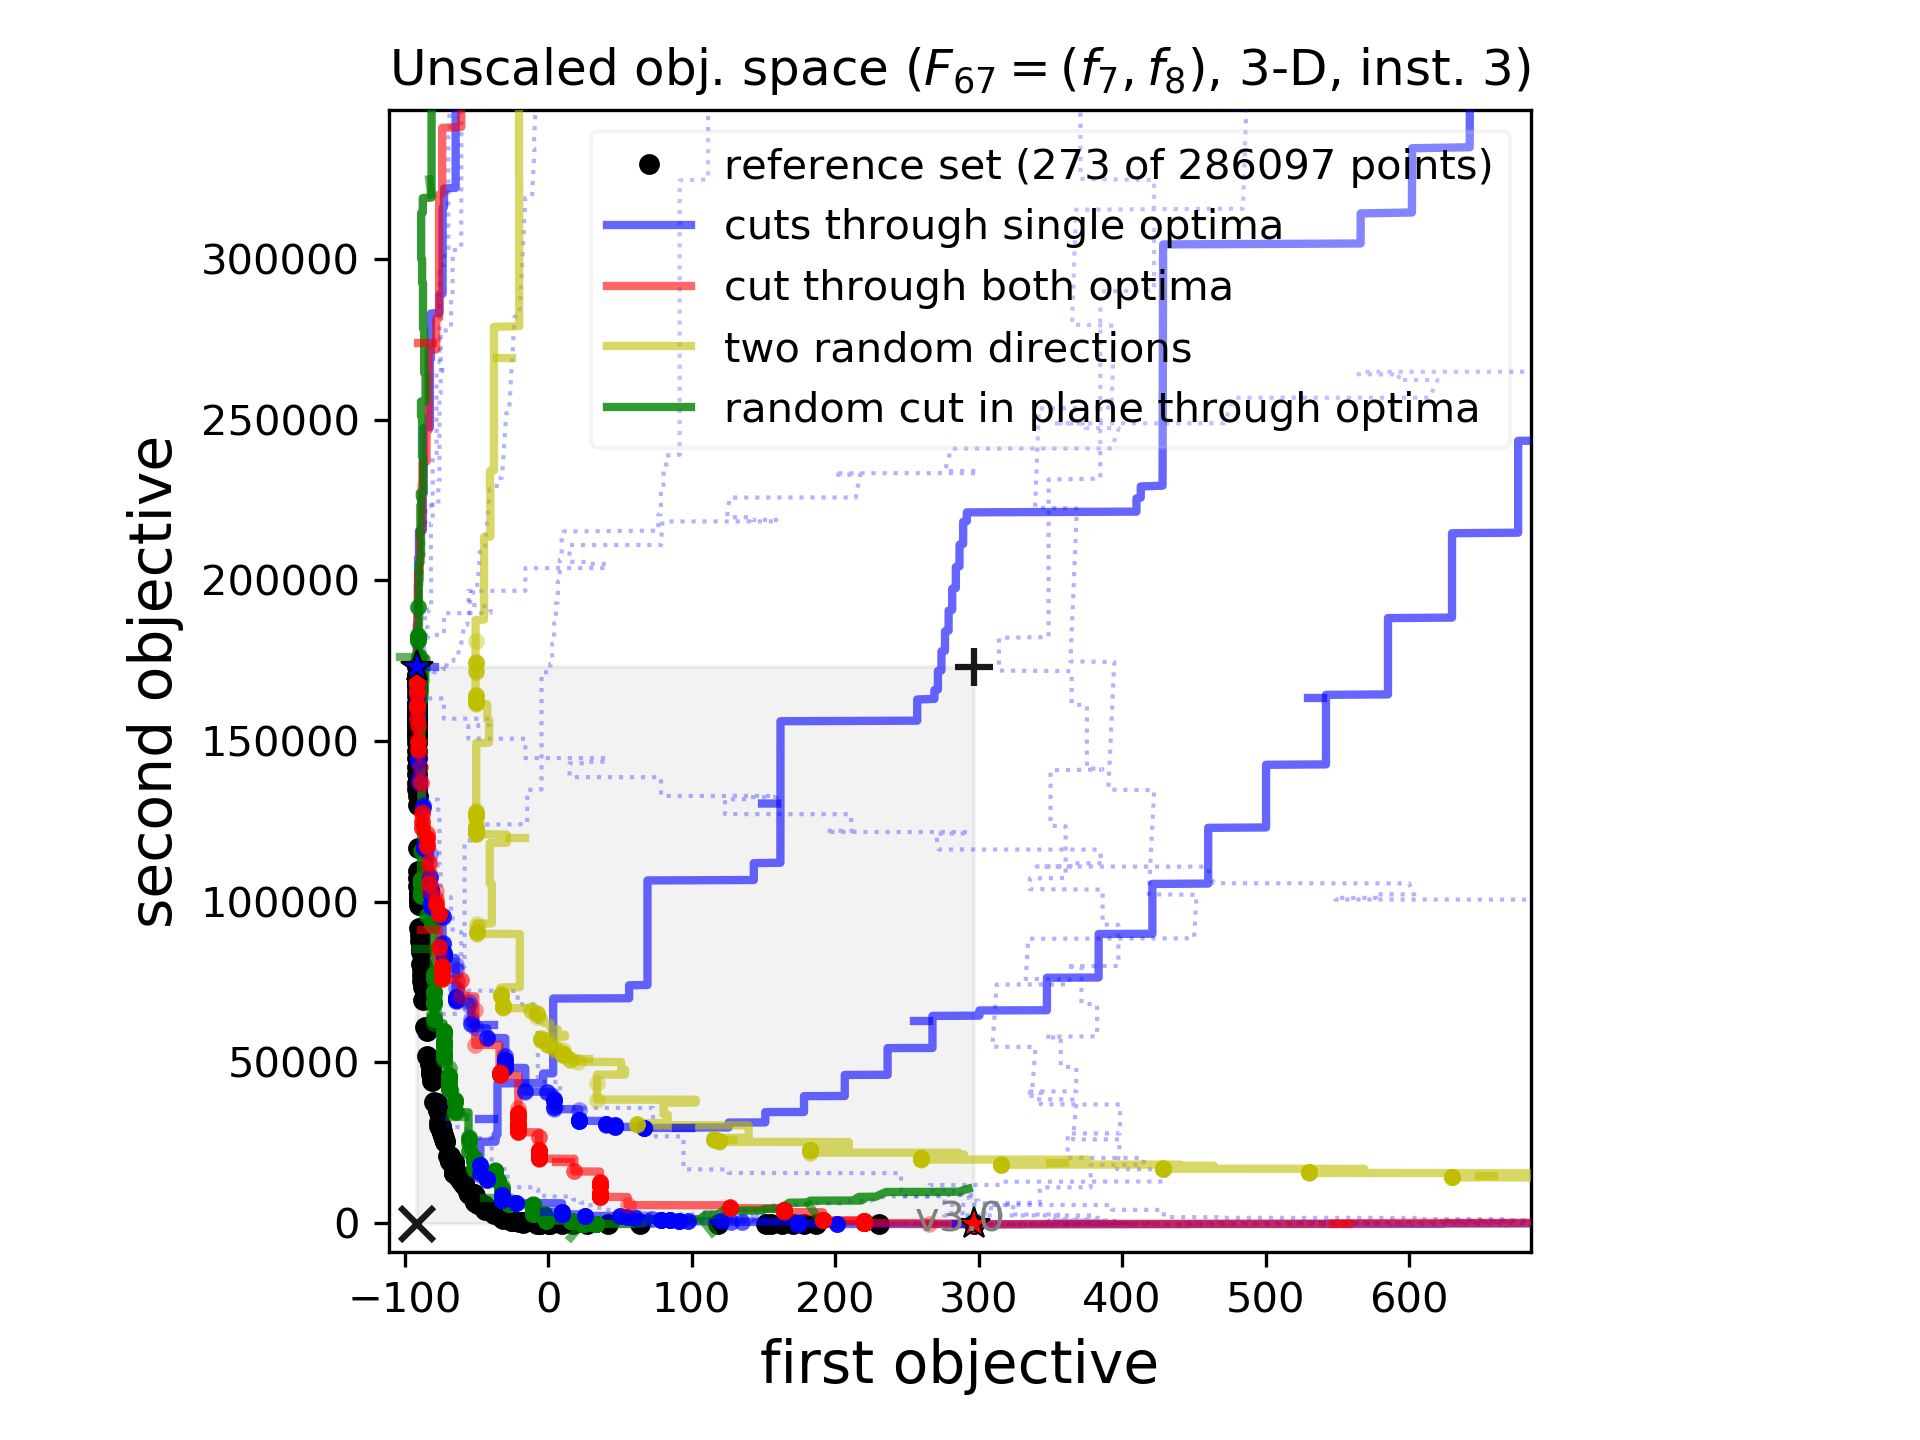 Unscaled obj. space (F67 = (f7, f8), 3-D, inst. 3)
reference set (273 of 286097 points)
cuts through single optima
cut through both optima
two random directions
random cut in plane through optima
second objective
300000
250000
200000
150000
100000
50000
0
v3.0
−100 0 100 200 300 400 500 600
first objective